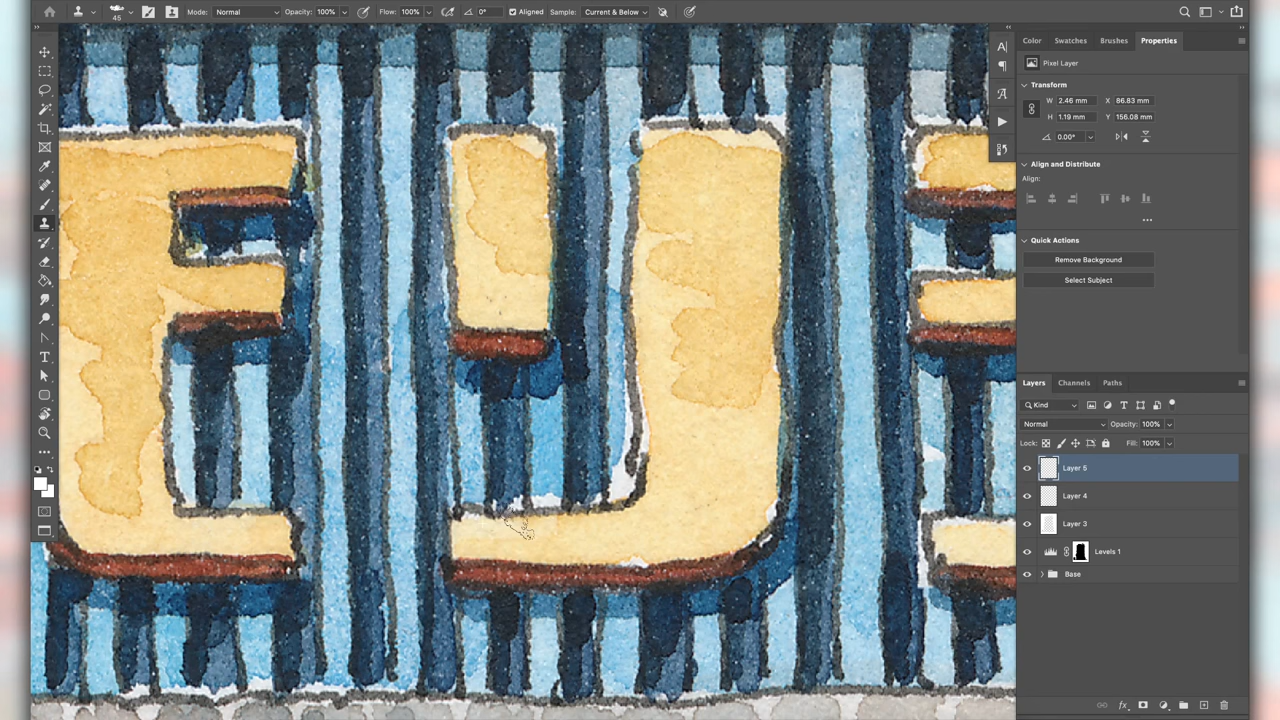 45 Mode: Normal Opacity: 100% Flow: 100% 0° Aligned Sample: Current & Below
Color Swatches Brushes Properties
Pixel Layer
Transform
W 2.46 mm X 86.83 mm
H 1.19 mm Y 156.08 mm
0.00°
Align and Distribute
Align:
Quick Actions
Remove Background
Select Subject
Layers Channels Paths
Kind
Normal Opacity: 100%
Lock: Fill: 100%
Layer 5
Layer 4
Layer 3
Levels 1
Base